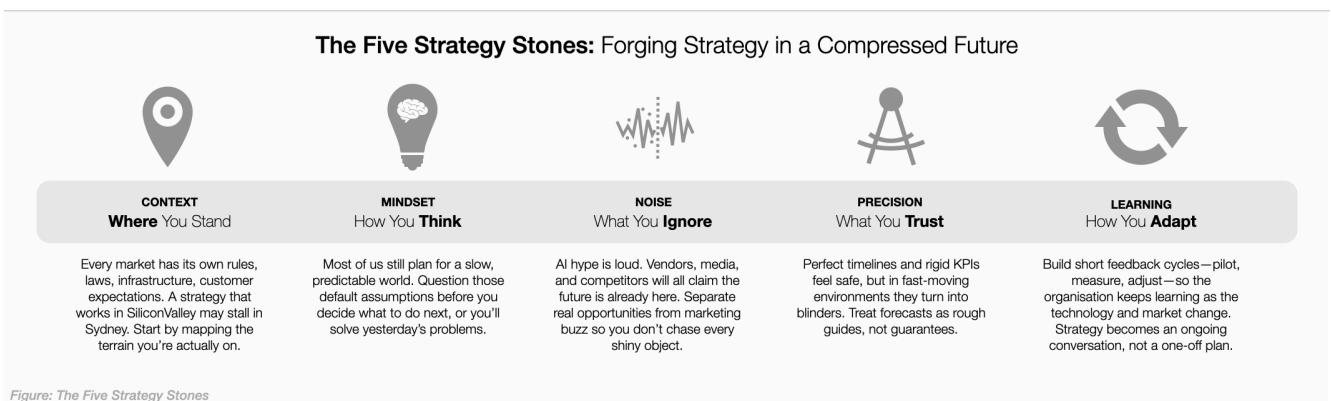 The Five Strategy Stones: Forging Strategy in a Compressed Future
CONTEXT
Where You Stand
Every market has its own rules,
laws, infrastructure, customer
expectations. A strategy that
works in SiliconValley may stall in
Sydney. Start by mapping the
terrain you’re actually on.
MINDSET
How You Think
Most of us still plan for a slow,
predictable world. Question those
default assumptions before you
decide what to do next, or you’ll
solve yesterday’s problems.
NOISE
What You Ignore
AI hype is loud. Vendors, media,
and competitors will all claim the
future is already here. Separate
real opportunities from marketing
buzz so you don’t chase every
shiny object.
PRECISION
What You Trust
Perfect timelines and rigid KPIs
feel safe, but in fast-moving
environments they turn into
blinders. Treat forecasts as rough
guides, not guarantees.
LEARNING
How You Adapt
Build short feedback cycles—pilot,
measure, adjust—so the
organisation keeps learning as the
technology and market change.
Strategy becomes an ongoing
conversation, not a one-off plan.
Figure: The Five Strategy Stones